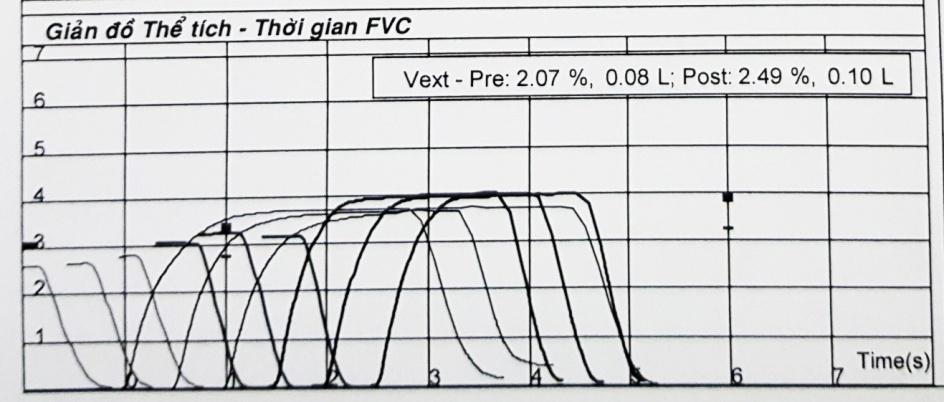 Giản đồ Thể tích - Thời gian FVC
Vext - Pre: 2.07 %, 0.08 L; Post: 2.49 %, 0.10 L
7
6
5
4
3
2
1
0 1 2 3 4 5 6 7
Time(s)